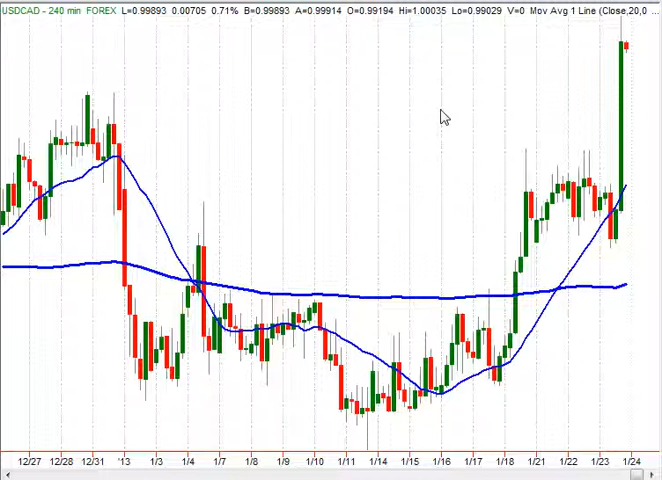 USDCAD - 240 min FOREX L=0.99893 0.00705 0.71% B=0.99893 A=0.99914 O=0.99194 Hi=1.00035 Lo=0.99029 V=0 Mov Avg 1 Line (Close,20,0 ...
12/27 12/28 12/31 '13 1/3 1/4 1/7 1/8 1/9 1/10 1/11 1/14 1/15 1/16 1/17 1/18 1/21 1/22 1/23 1/24